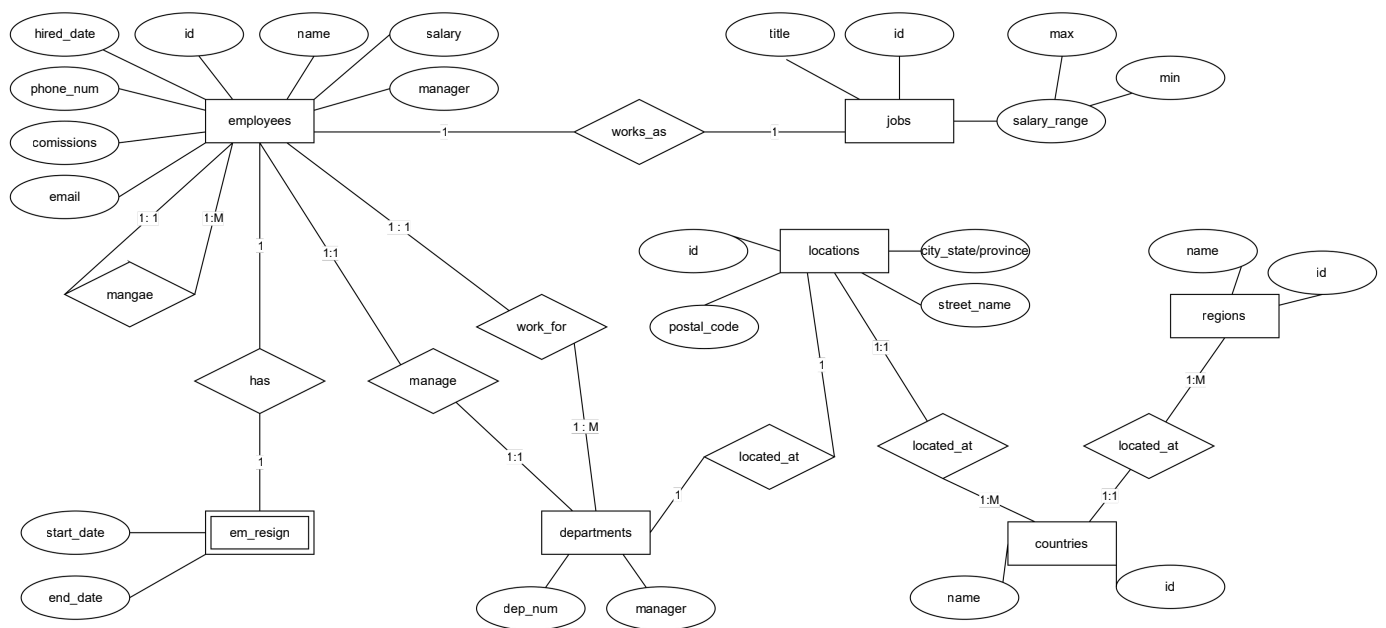 hired_date
id
name
salary
title
id
max
phone_num
manager
min
employees
jobs
salary_range
works_as
1
1
comissions
email
1: 1
1:M
1
1:1
1 : 1
mangae
id
locations
city_state/province
postal_code
street_name
name
id
regions
work_for
1:1
1
1:M
has
manage
1 : M
located_at
located_at
located_at
1
1:1
1
1:M
1:1
start_date
em_resign
departments
countries
end_date
dep_num
manager
name
id